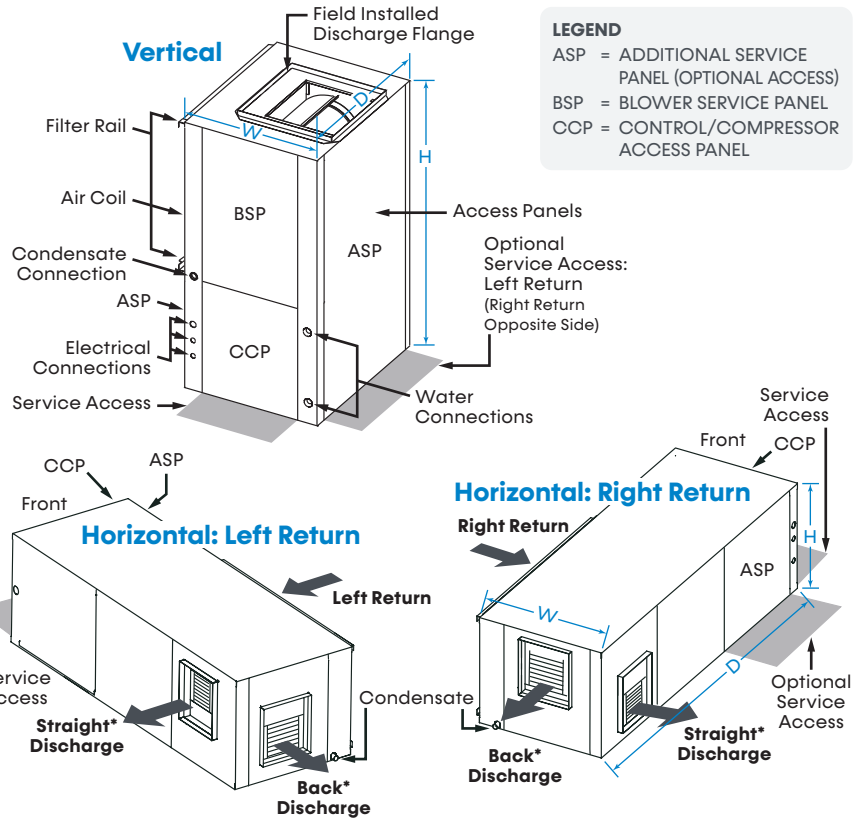 Vertical
Field Installed
Discharge Flange
LEGEND
ASP = ADDITIONAL SERVICE
PANEL (OPTIONAL ACCESS)
BSP = BLOWER SERVICE PANEL
CCP = CONTROL/COMPRESSOR
ACCESS PANEL
D
W
H
Filter Rail
Air Coil
BSP
Access Panels
ASP
Condensate
Connection
Optional
Service Access:
Left Return
(Right Return
Opposite Side)
ASP
Electrical
Connections
CCP
Service Access
Water
Connections
CCP
ASP
Front
Horizontal: Left Return
Left Return
ervice
ccess
Straight*
Discharge
Back*
Discharge
Condensate
Service
Access
Front
CCP
Horizontal: Right Return
Right Return
H
ASP
W
D
Optional
Service
Access
Straight*
Discharge
Back*
Discharge